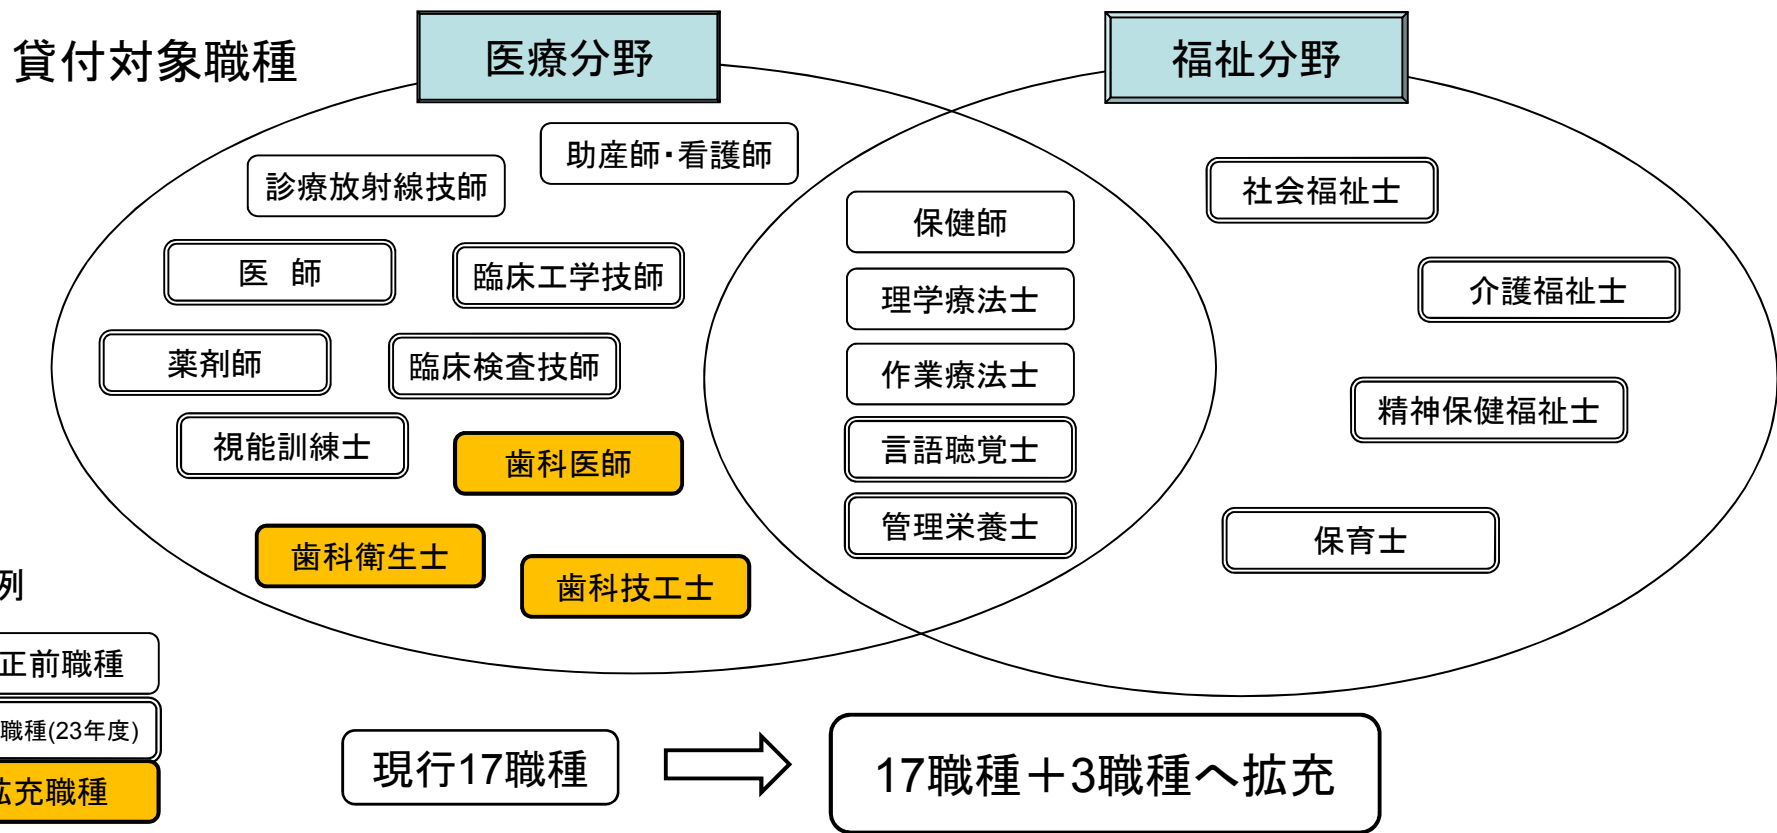 貸付対象職種
医療分野
福祉分野
助産師・看護師
診療放射線技師
医　師
臨床工学技師
薬剤師
臨床検査技師
視能訓練士
歯科医師
歯科衛生士
歯科技工士
保健師
理学療法士
作業療法士
言語聴覚士
管理栄養士
社会福祉士
介護福祉士
精神保健福祉士
保育士
例
正前職種
職種(23年度)
充職種
現行17職種
17職種＋3職種へ拡充